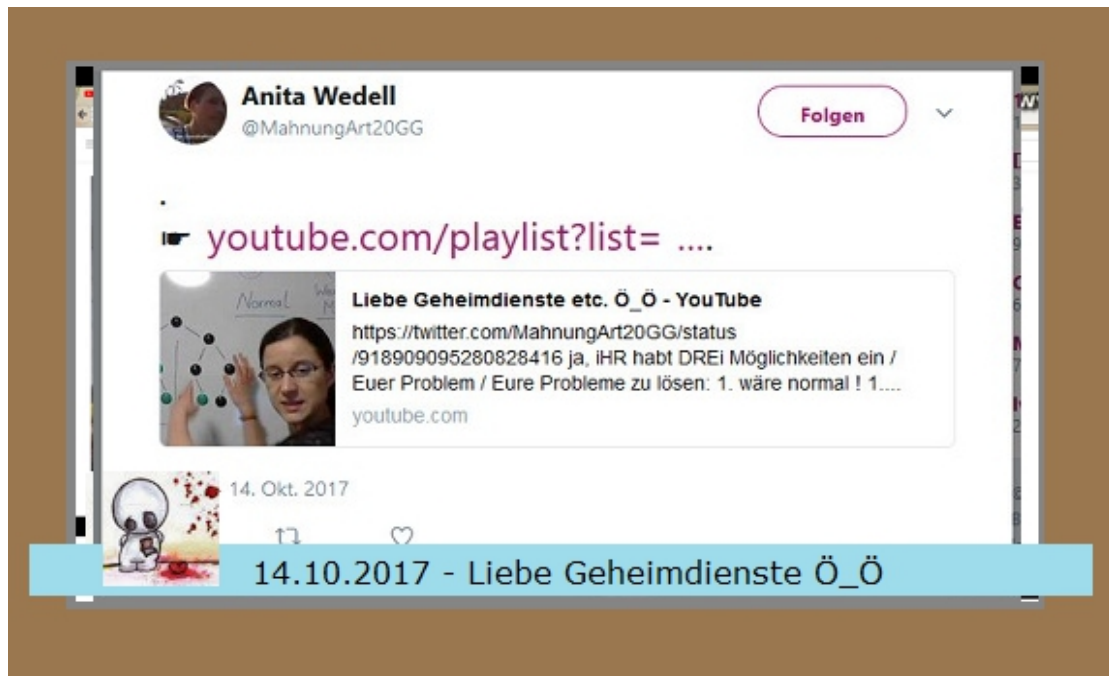 Anita Wedell
@MahnungArt20GG
Folgen
.
☛ youtube.com/playlist?list= ....
Normal
Liebe Geheimdienste etc. Ö_Ö - YouTube
https://twitter.com/MahnungArt20GG/status
/918909095280828416 ja, iHR habt DREi Möglichkeiten ein /
Euer Problem / Eure Probleme zu lösen: 1. wäre normal ! 1....
youtube.com
14. Okt. 2017
14.10.2017 - Liebe Geheimdienste Ö_Ö